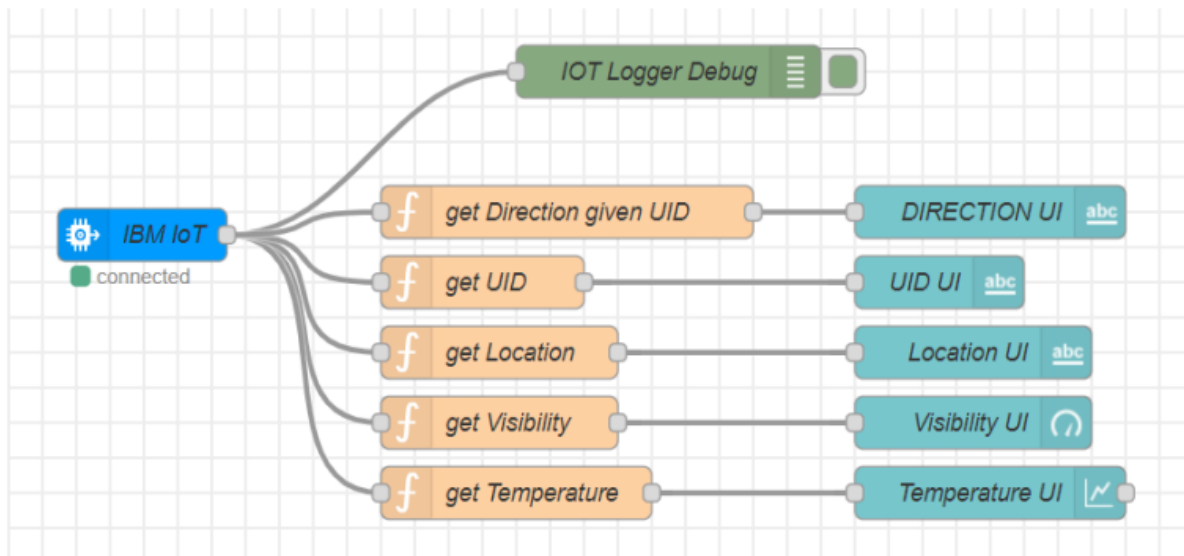 IOT Logger Debug
IBM IoT
connected
get Direction given UID
DIRECTION UI
abc
get UID
UID UI
abc
get Location
Location UI
abc
get Visibility
Visibility UI
get Temperature
Temperature UI